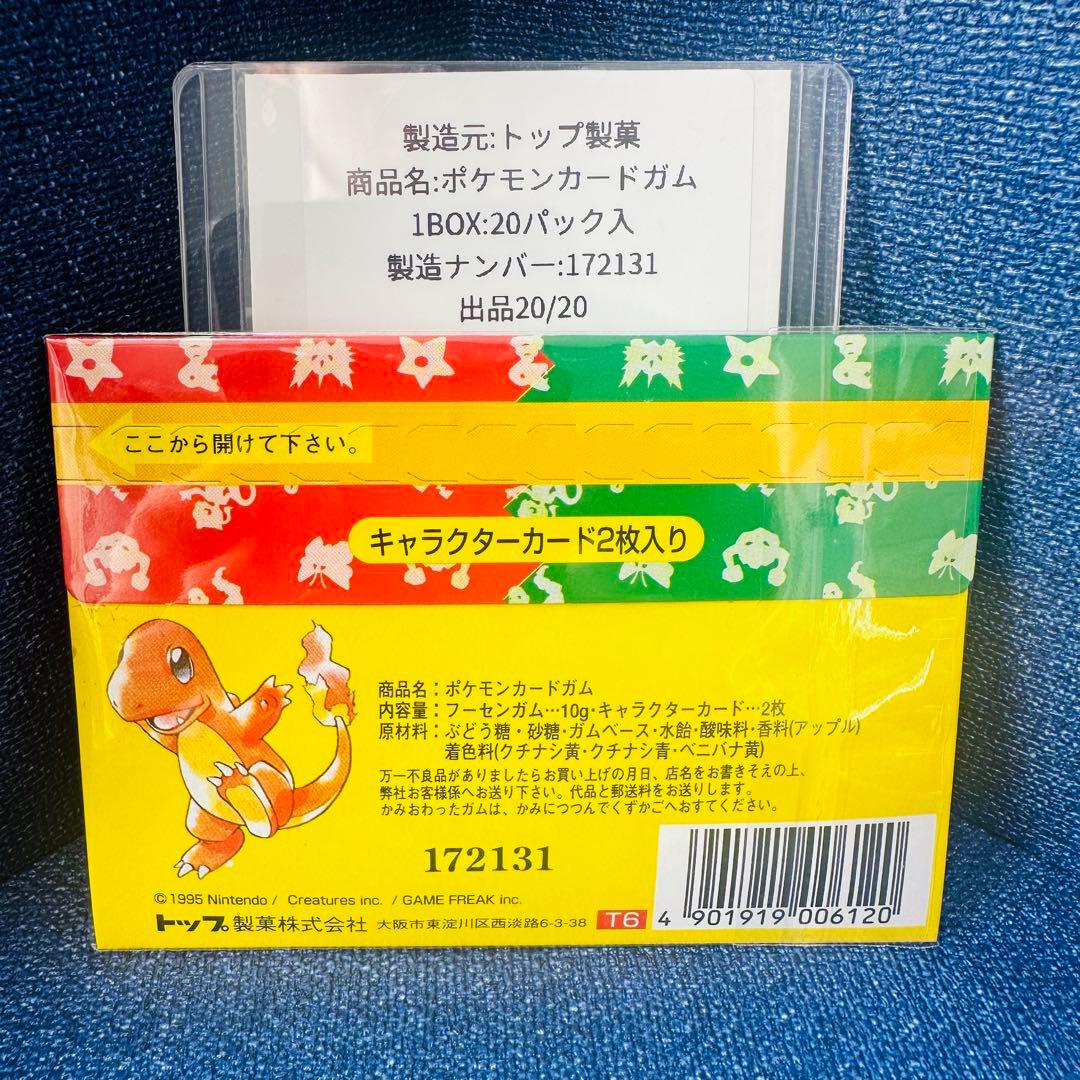 製造元:トップ製菓
商品名:ポケモンカードガム
1BOX:20パック入
製造ナンバー:172131
出品20/20
ここから開けて下さい。
キャラクターカード2枚入り
商品名：ポケモンカードガム
内容量：フーセンガム…10g・キャラクターカード…2枚
原材料：ぶどう糖・砂糖・ガムベース・水飴・酸味料・香料(アップル)
着色料(クチナシ黄・クチナシ青・ベニバナ黄)
万一不良品がありましたらお買い上げの月日、店名をお書きそえの上、
弊社お客様係へお送り下さい。代品と郵送料をお送りします。
かみおわったガムは、かみにつつんでくずかごへおすてください。
172131
©1995 Nintendo / Creatures inc. / GAME FREAK inc.
トップ製菓株式会社 大阪市東淀川区西淡路6-3-38 T6
4 901919 006120